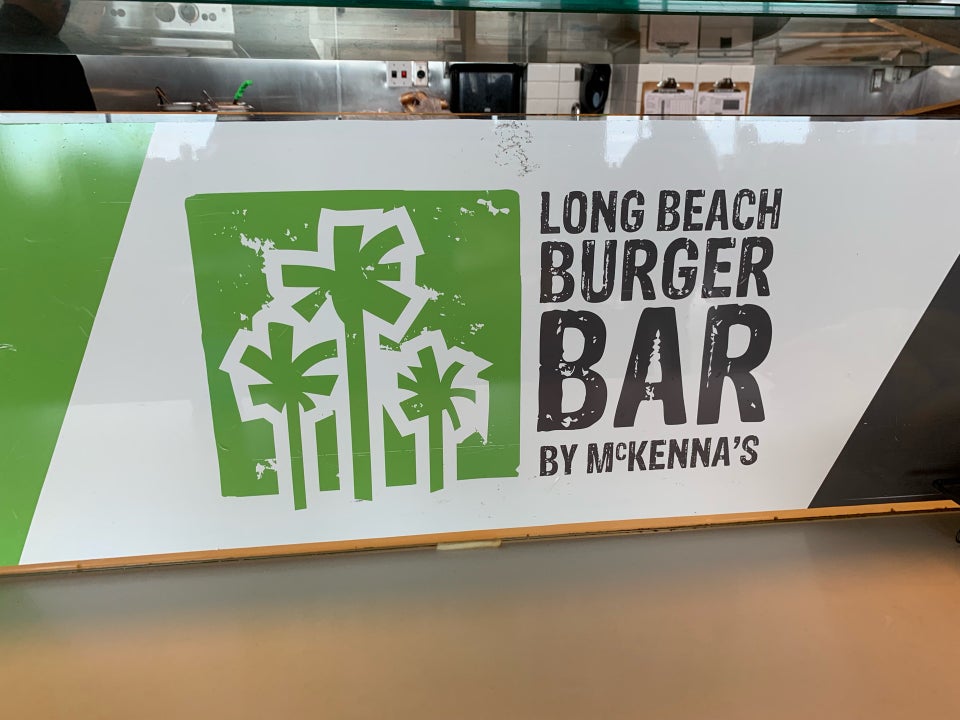 LONG BEACH
BURGER
BAR
BY McKENNA'S